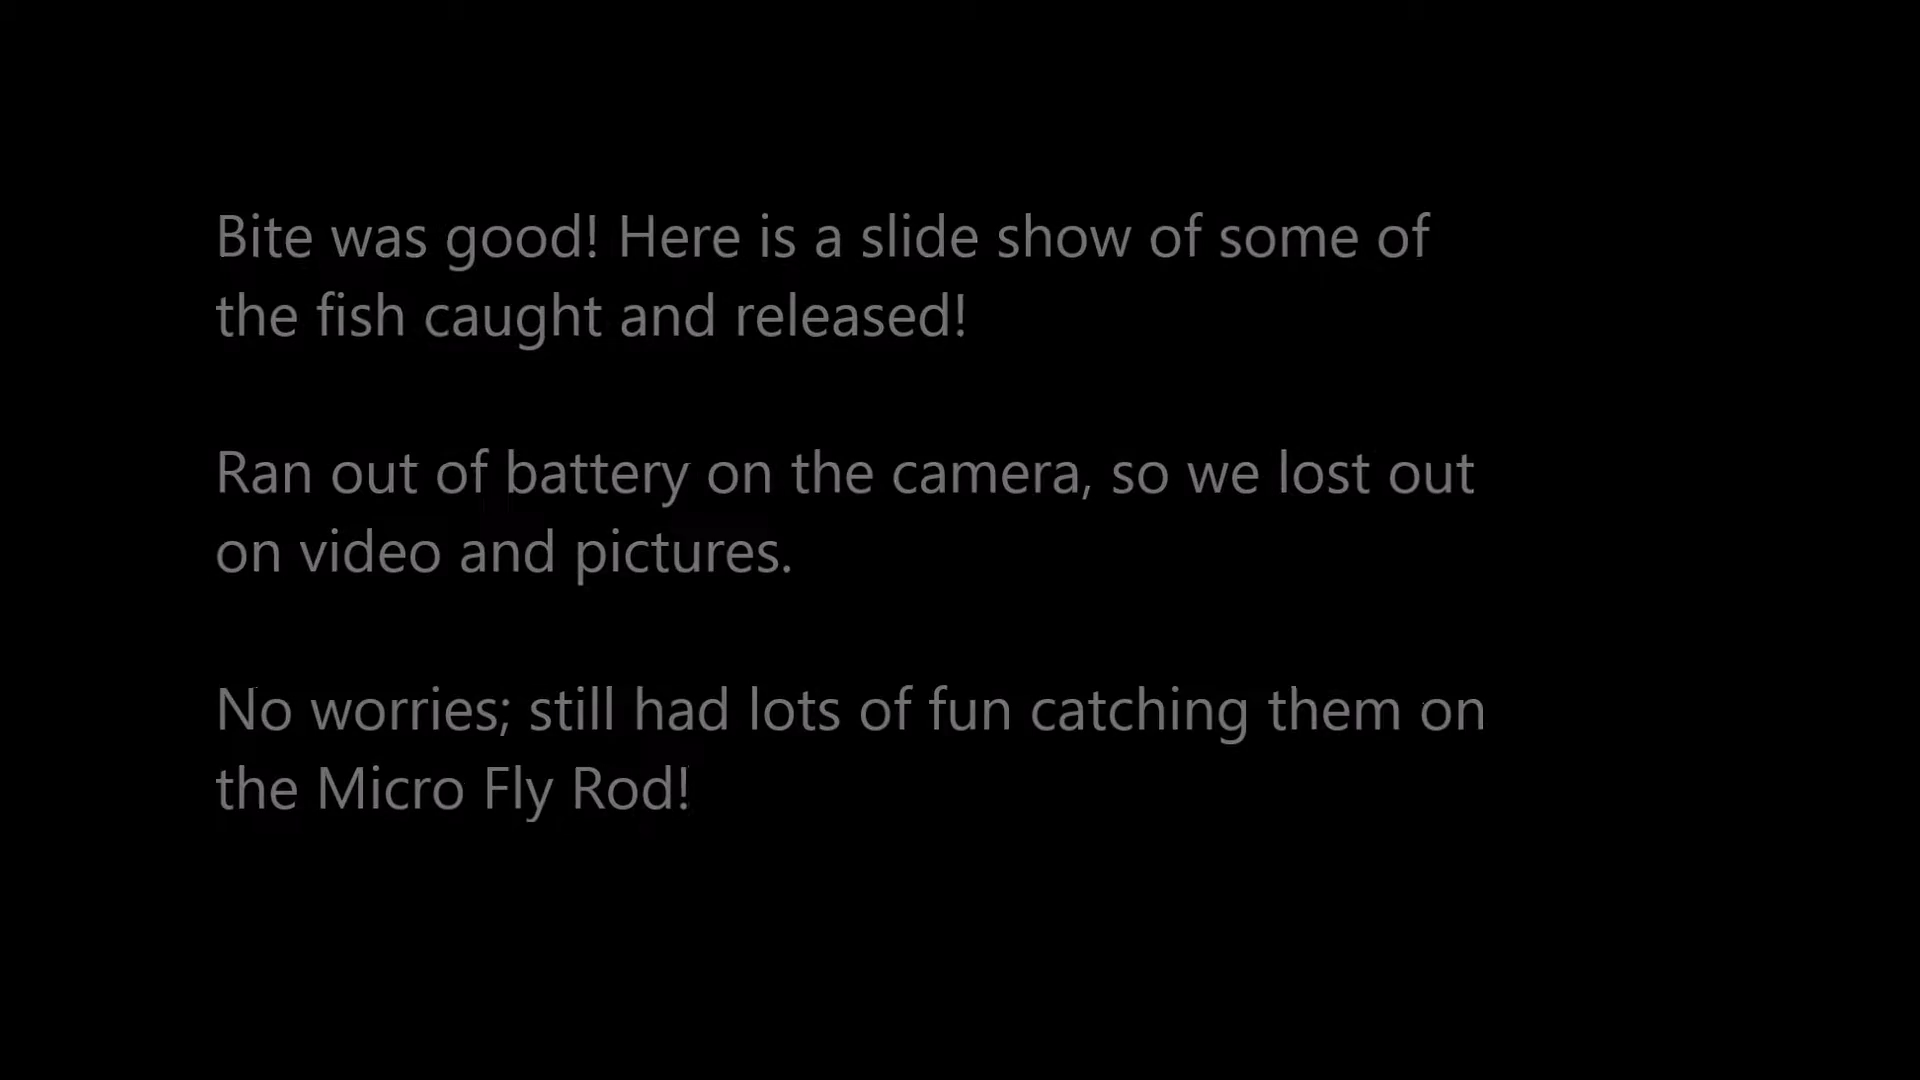 Bite was good! Here is a slide show of some of
the fish caught and released!
Ran out of battery on the camera, so we lost out
on video and pictures.
No worries; still had lots of fun catching them on
the Micro Fly Rod!